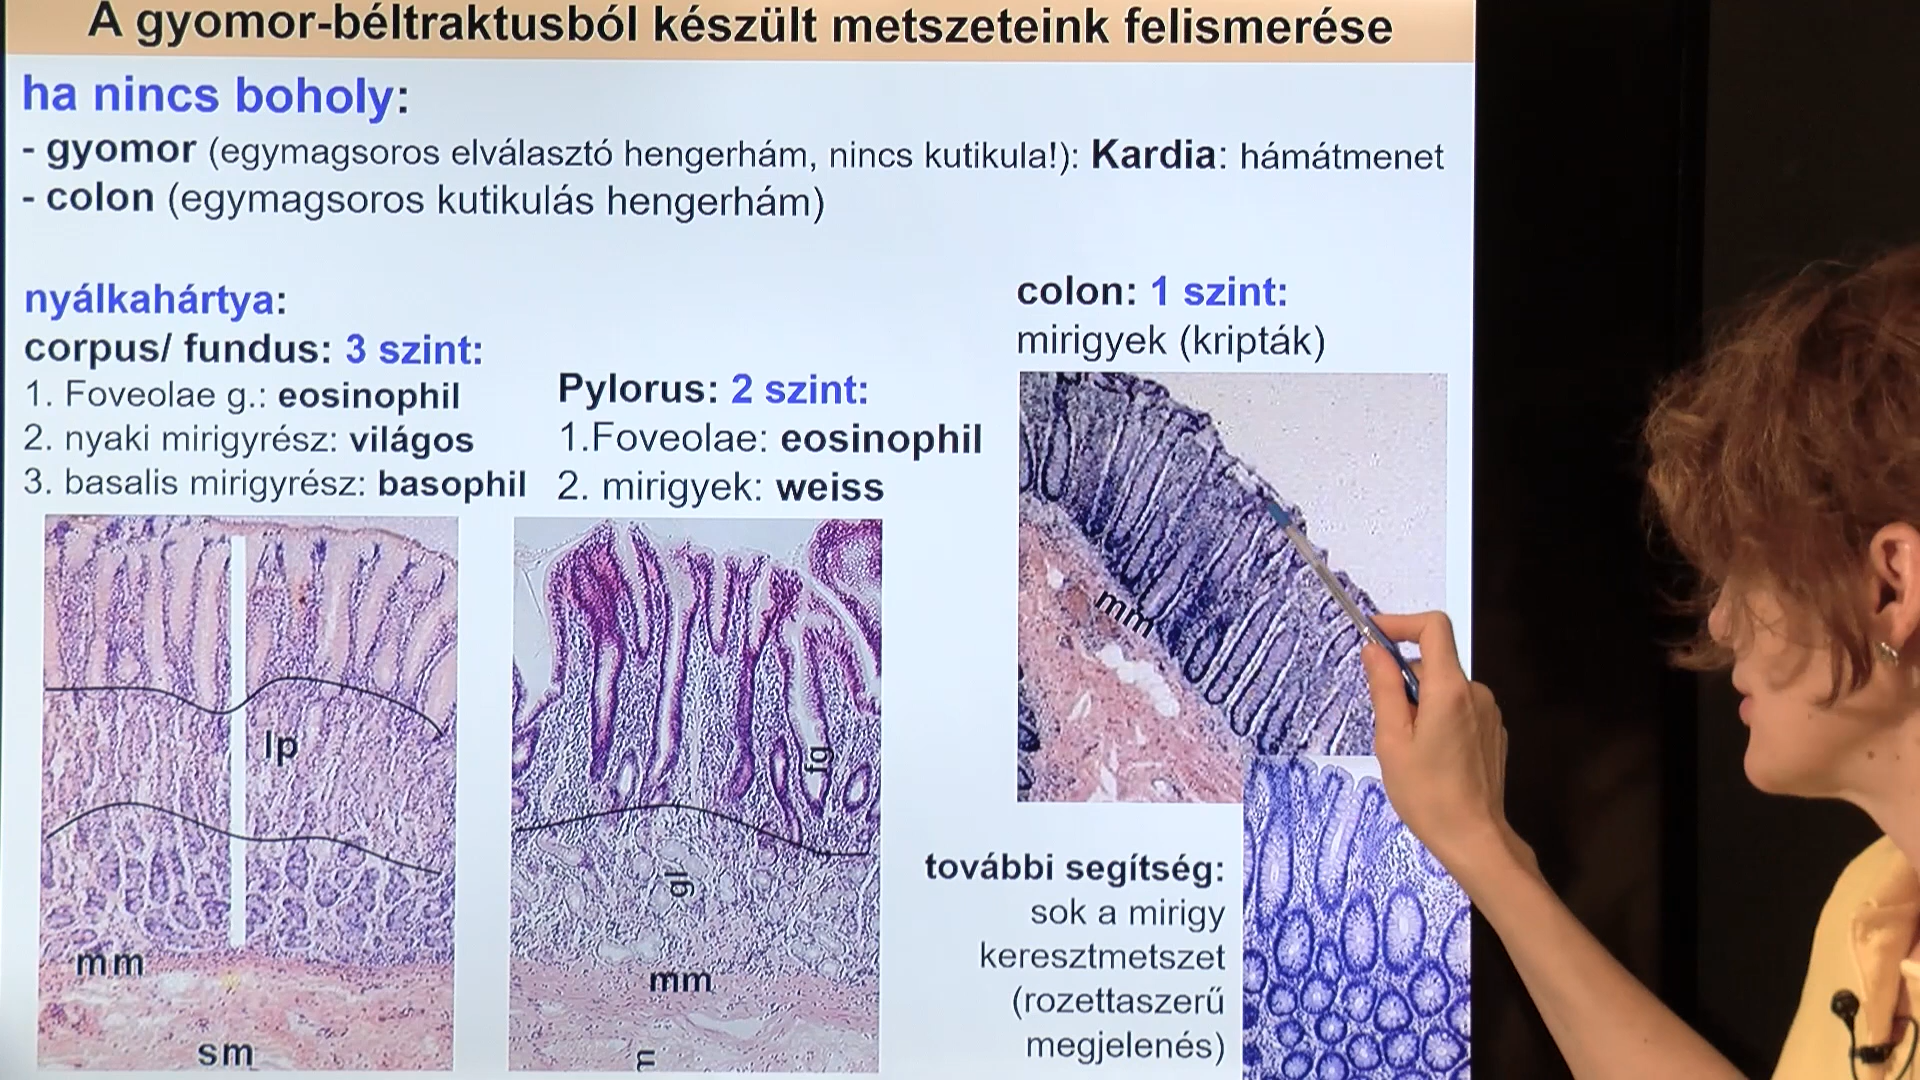 A gyomor-béltraktusból készült metszeteink felismerése
ha nincs boholy:
- gyomor (egymagsoros elválasztó hengerhám, nincs kutikula!): Kardia: hámátmenet
- colon (egymagsoros kutikulás hengerhám)
nyálkahártya:
corpus/ fundus: 3 szint:
1. Foveolae g.: eosinophil
2. nyaki mirigyrész: világos
3. basalis mirigyrész: basophil
lp
mm
sm
Pylorus: 2 szint:
1.Foveolae: eosinophil
2. mirigyek: weiss
fg
gl
mm
colon: 1 szint:
mirigyek (kripták)
mm
további segítség:
sok a mirigy
keresztmetszet
(rozettaszerű
megjelenés)